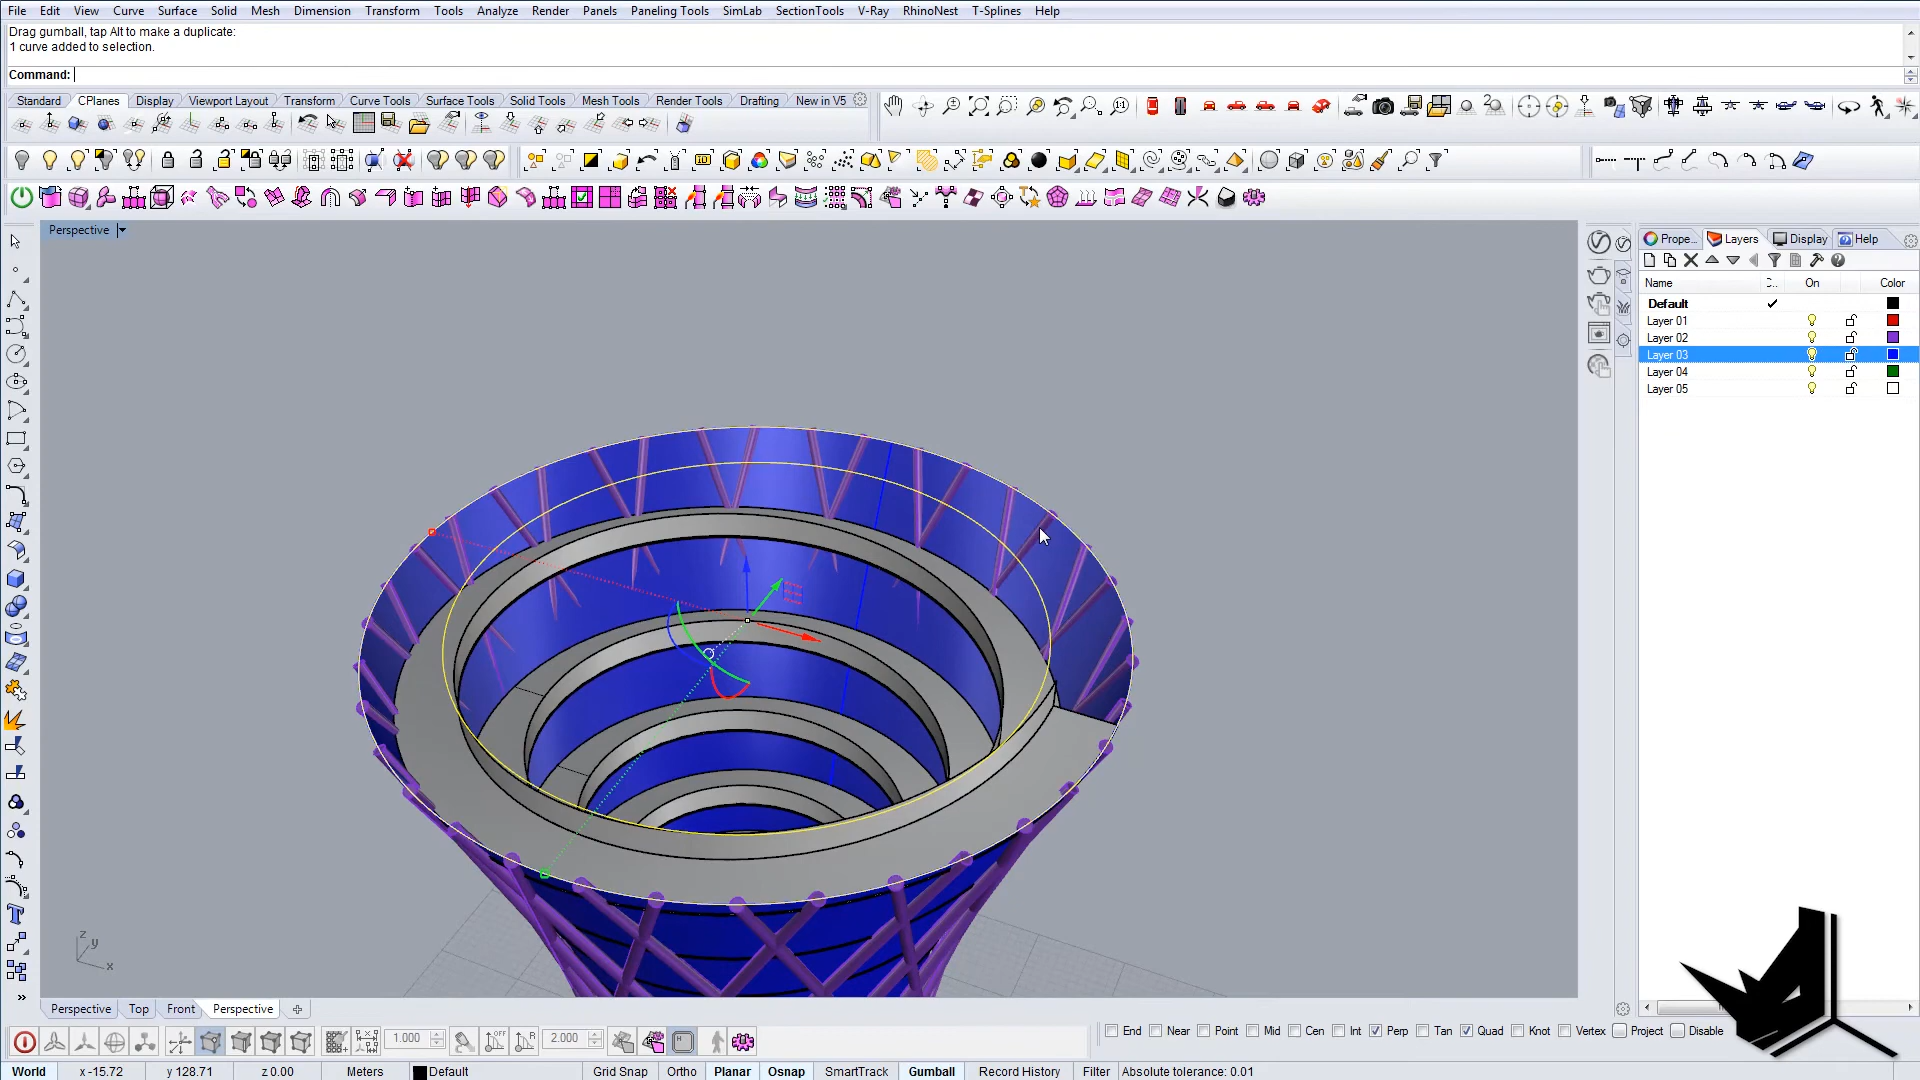 File Edit View Curve Surface Solid Mesh Dimension Transform Tools Analyze Render Panels Paneling Tools SimLab SectionTools V-Ray RhinoNest T-Splines Help
Drag gumball, tap Alt to make a duplicate:
1 curve added to selection.
Command:
Standard CPlanes Display Viewport Layout Transform Curve Tools Surface Tools Solid Tools Mesh Tools Render Tools Drafting New in V5
Perspective
Prope... Layers Display Help
Name C.. On Color
Default
Layer 01
Layer 02
Layer 03
Layer 04
Layer 05
z
y
x
Perspective Top Front Perspective
1.000 2.000
End Near Point Mid Cen Int Perp Tan Quad Knot Vertex Project Disable
World x -15.72 y 128.71 z 0.00 Meters Default Grid Snap Ortho Planar Osnap SmartTrack Gumball Record History Filter Absolute tolerance: 0.01